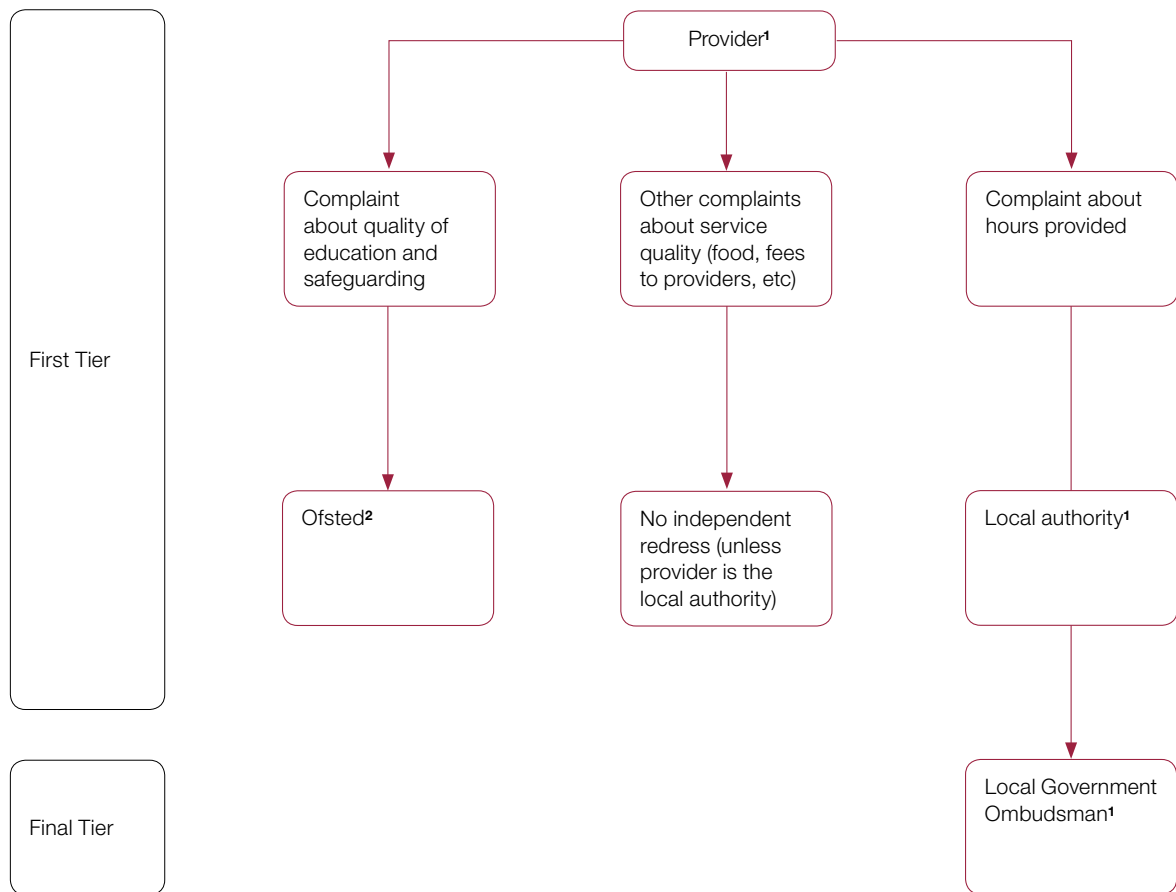 Provider¹
Complaint
about quality of
education and
safeguarding
Other complaints
about service
quality (food, fees
to providers, etc)
Complaint about
hours provided
First Tier
Ofsted²
No independent
redress (unless
provider is the
local authority)
Local authority¹
Local Government
Ombudsman¹
Final Tier